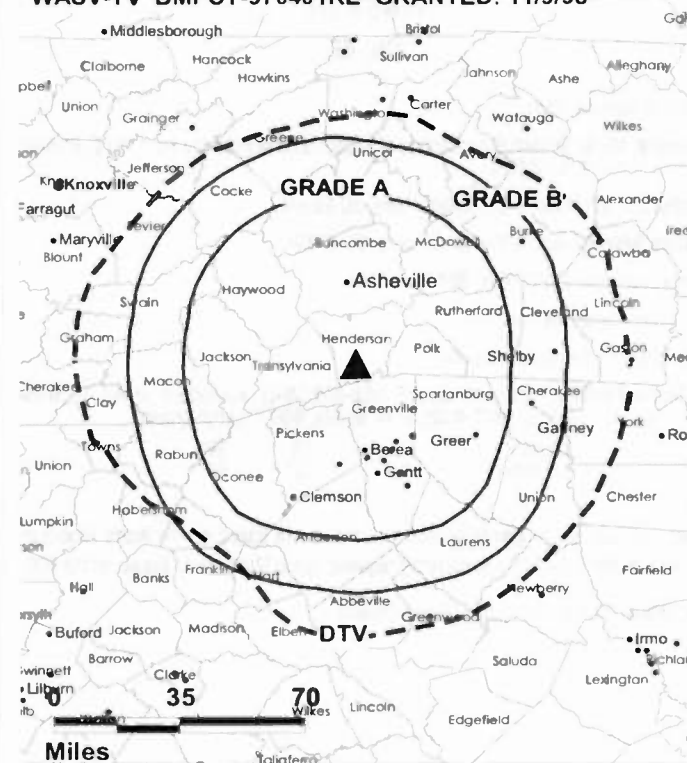 Middlesborough
Bristol
Sullivan
Claiborne
Hancock
Hawkins
Johnson
Ashe
Alleghany
Union
Grainger
Washington
Carter
Watauga
Wilkes
Greene
Unicoi
Avery
Jefferson
Knoxville
Cocke
GRADE A
GRADE B
Alexander
Farragut
Sevier
Maryville
Blount
Buncombe
McDowell
Burke
Catawba
Asheville
Haywood
Swain
Rutherford
Cleveland
Lincoln
Graham
Henderson
Polk
Shelby
Gaston
Jackson
Transylvania
Macon
Cherokee
Clay
Spartanburg
Cherokee
Greenville
Gaffney
York
Towns
Pickens
Berea
Greer
Rabun
Gantt
Union
Oconee
Clemson
Union
Chester
Lumpkin
Habersham
Anderson
Laurens
Fairfield
Hall
Banks
Franklin
Hart
Newberry
Abbeville
Greenwood
Buford
Jackson
Madison
Elbert
DTV
Irmo
Barrow
Saluda
Clarke
Lexington
Lilburn
0 35 70
Wilkes
Lincoln
Edgefield
Miles
Taliaferro